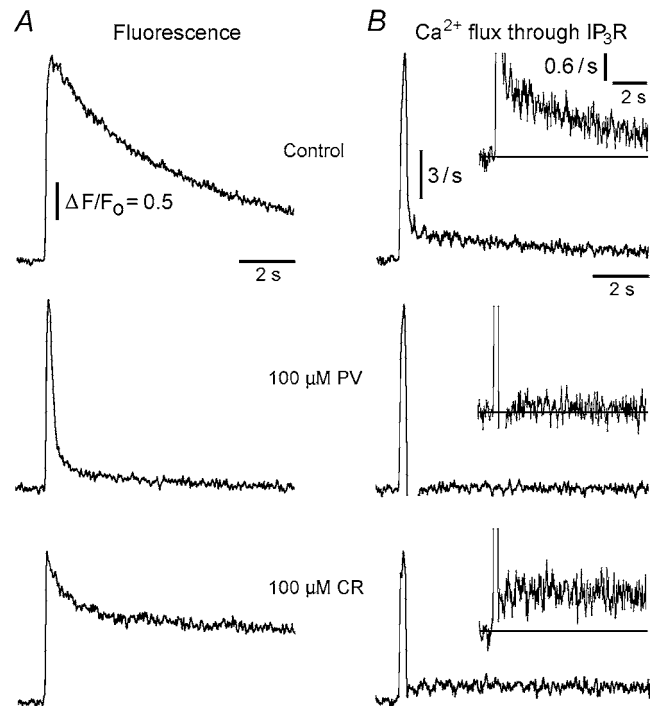 A
Fluorescence
B
Ca²⁺ flux through IP₃R
0.6 / s
2 s
Control
3 / s
ΔF/F₀ = 0.5
2 s
2 s
100 µM PV
100 µM CR